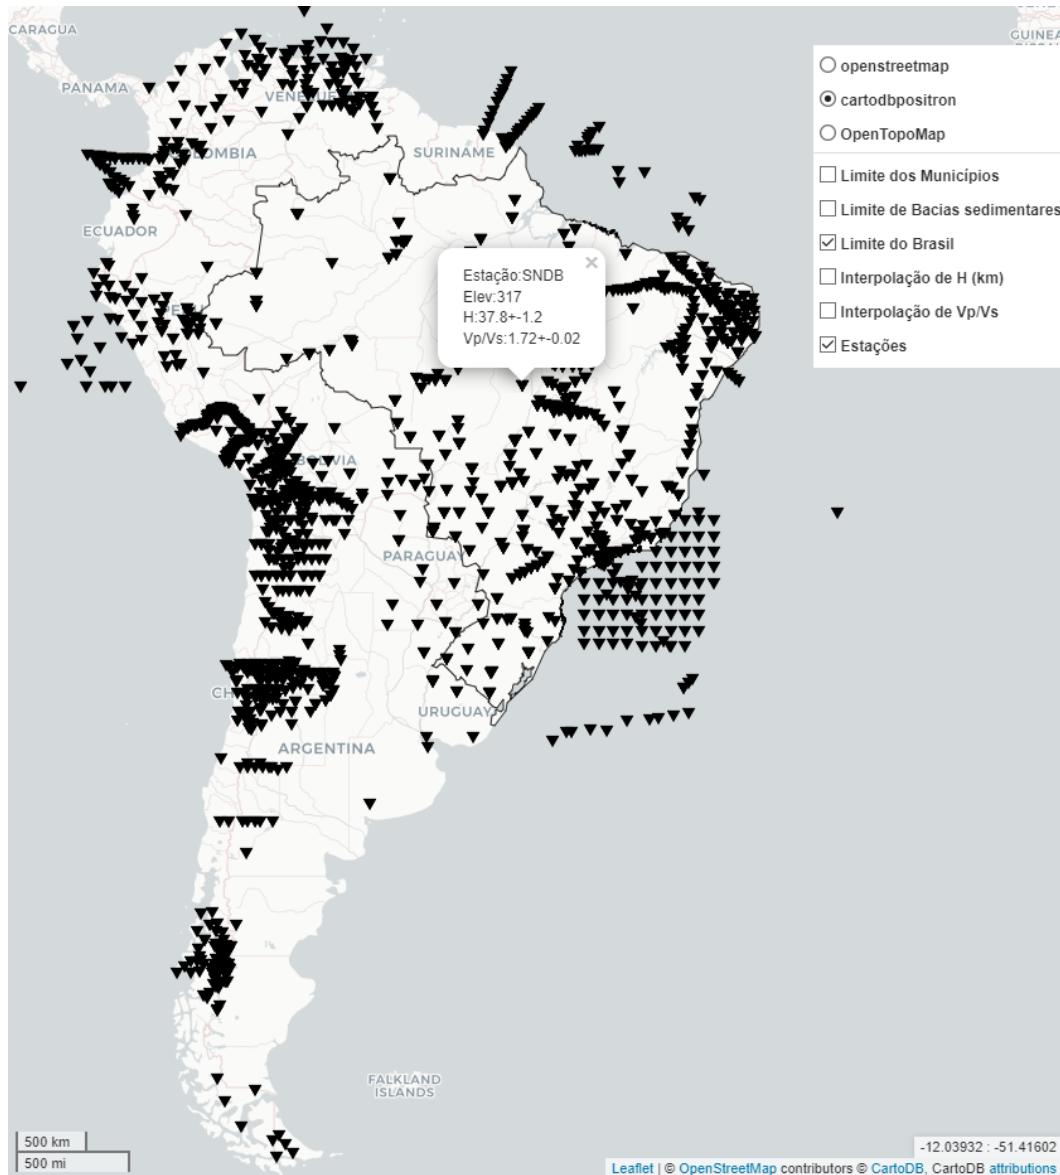 CARAGUA
PANAMA
COLOMBIA
SURINAME
ECUADOR
BOLIVIA
PARAGUAY
URUGUAY
ARGENTINA
FALKLAND
ISLANDS
Estação:SNDB
Elev:317
H:37.8+-1.2
Vp/Vs:1.72+-0.02
×
openstreetmap
cartodbpositron
OpenTopoMap
Limite dos Municípios
Limite de Bacias sedimentares
Limite do Brasil
Interpolação de H (km)
Interpolação de Vp/Vs
Estações
500 km
500 mi
-12.03932 : -51.41602
Leaflet | © OpenStreetMap contributors © CartoDB, CartoDB attributions